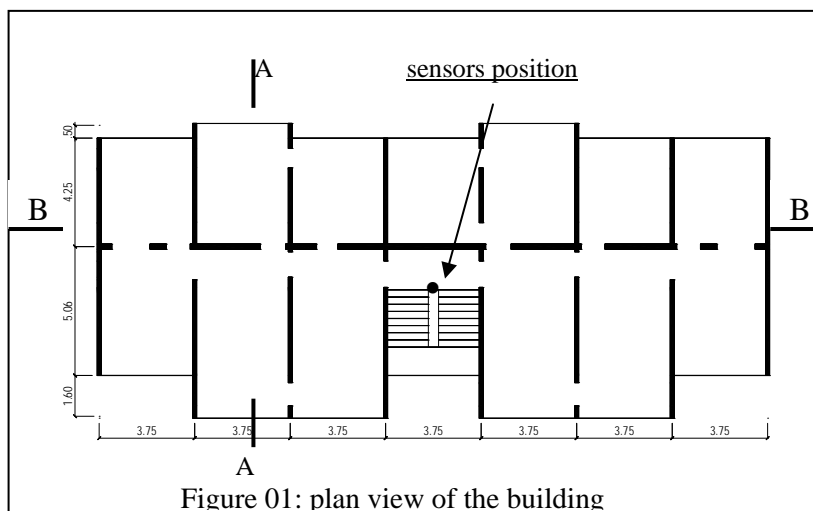 A
sensors position
.50
4.25
B
B
5.06
1.60
3.75 3.75 3.75 3.75 3.75 3.75 3.75
A
Figure 01: plan view of the building